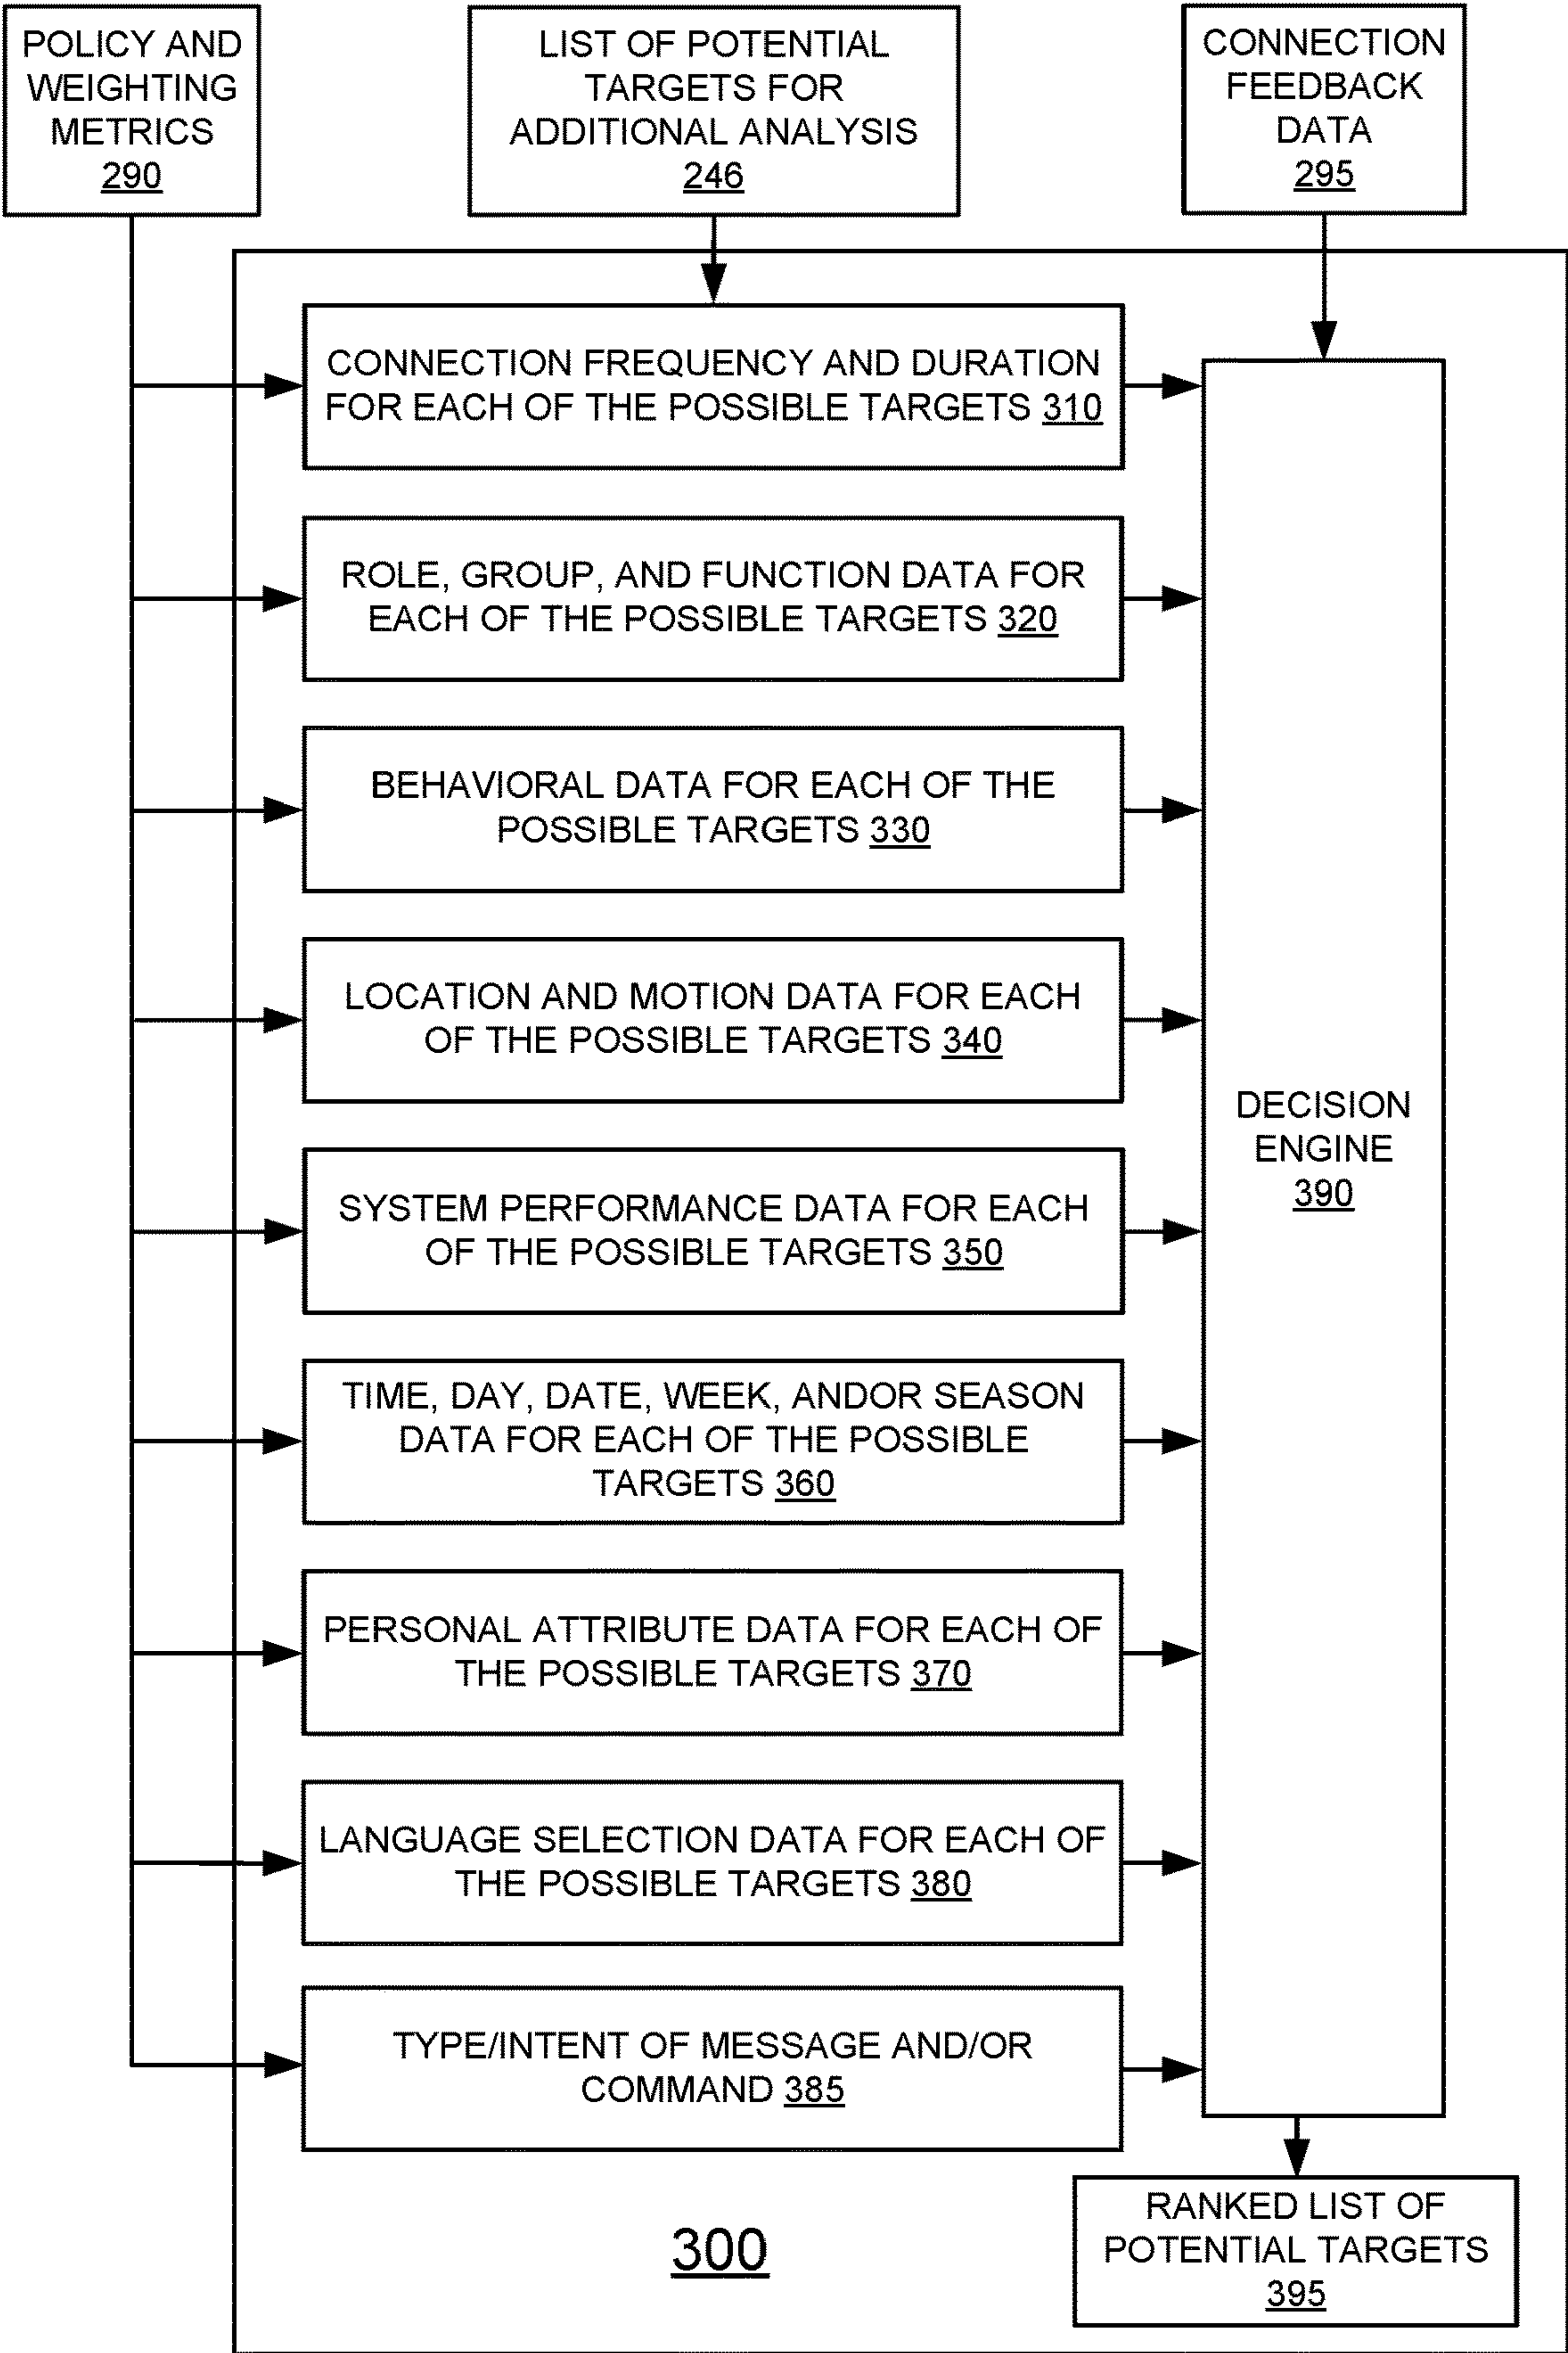 POLICY AND
WEIGHTING
METRICS
290
LIST OF POTENTIAL
TARGETS FOR
ADDITIONAL ANALYSIS
246
CONNECTION
FEEDBACK
DATA
295
CONNECTION FREQUENCY AND DURATION
FOR EACH OF THE POSSIBLE TARGETS 310
ROLE, GROUP, AND FUNCTION DATA FOR
EACH OF THE POSSIBLE TARGETS 320
BEHAVIORAL DATA FOR EACH OF THE
POSSIBLE TARGETS 330
LOCATION AND MOTION DATA FOR EACH
OF THE POSSIBLE TARGETS 340
SYSTEM PERFORMANCE DATA FOR EACH
OF THE POSSIBLE TARGETS 350
TIME, DAY, DATE, WEEK, ANDOR SEASON
DATA FOR EACH OF THE POSSIBLE
TARGETS 360
PERSONAL ATTRIBUTE DATA FOR EACH OF
THE POSSIBLE TARGETS 370
LANGUAGE SELECTION DATA FOR EACH OF
THE POSSIBLE TARGETS 380
TYPE/INTENT OF MESSAGE AND/OR
COMMAND 385
DECISION
ENGINE
390
RANKED LIST OF
POTENTIAL TARGETS
395
300